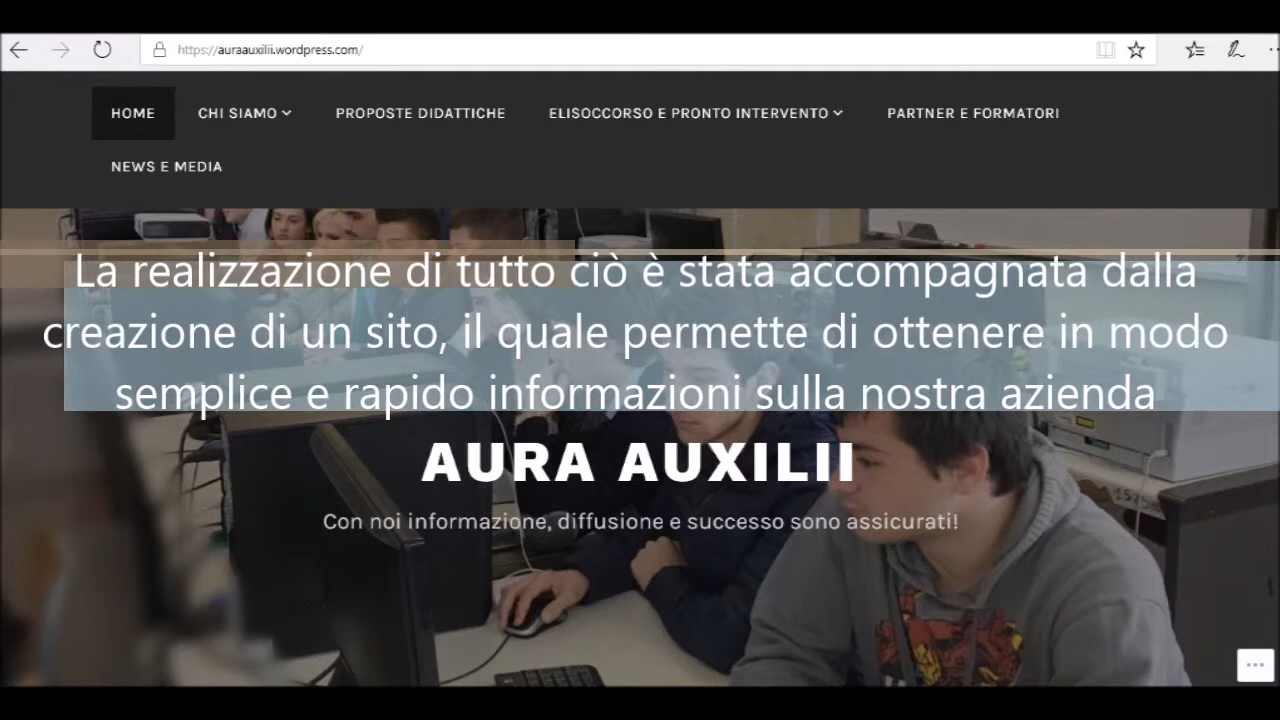 https://auraauxilii.wordpress.com/
HOME CHI SIAMO PROPOSTE DIDATTICHE ELISOCCORSO E PRONTO INTERVENTO PARTNER E FORMATORI
NEWS E MEDIA
La realizzazione di tutto ciò è stata accompagnata dalla
creazione di un sito, il quale permette di ottenere in modo
semplice e rapido informazioni sulla nostra azienda
AURA AUXILII
Con noi informazione, diffusione e successo sono assicurati!